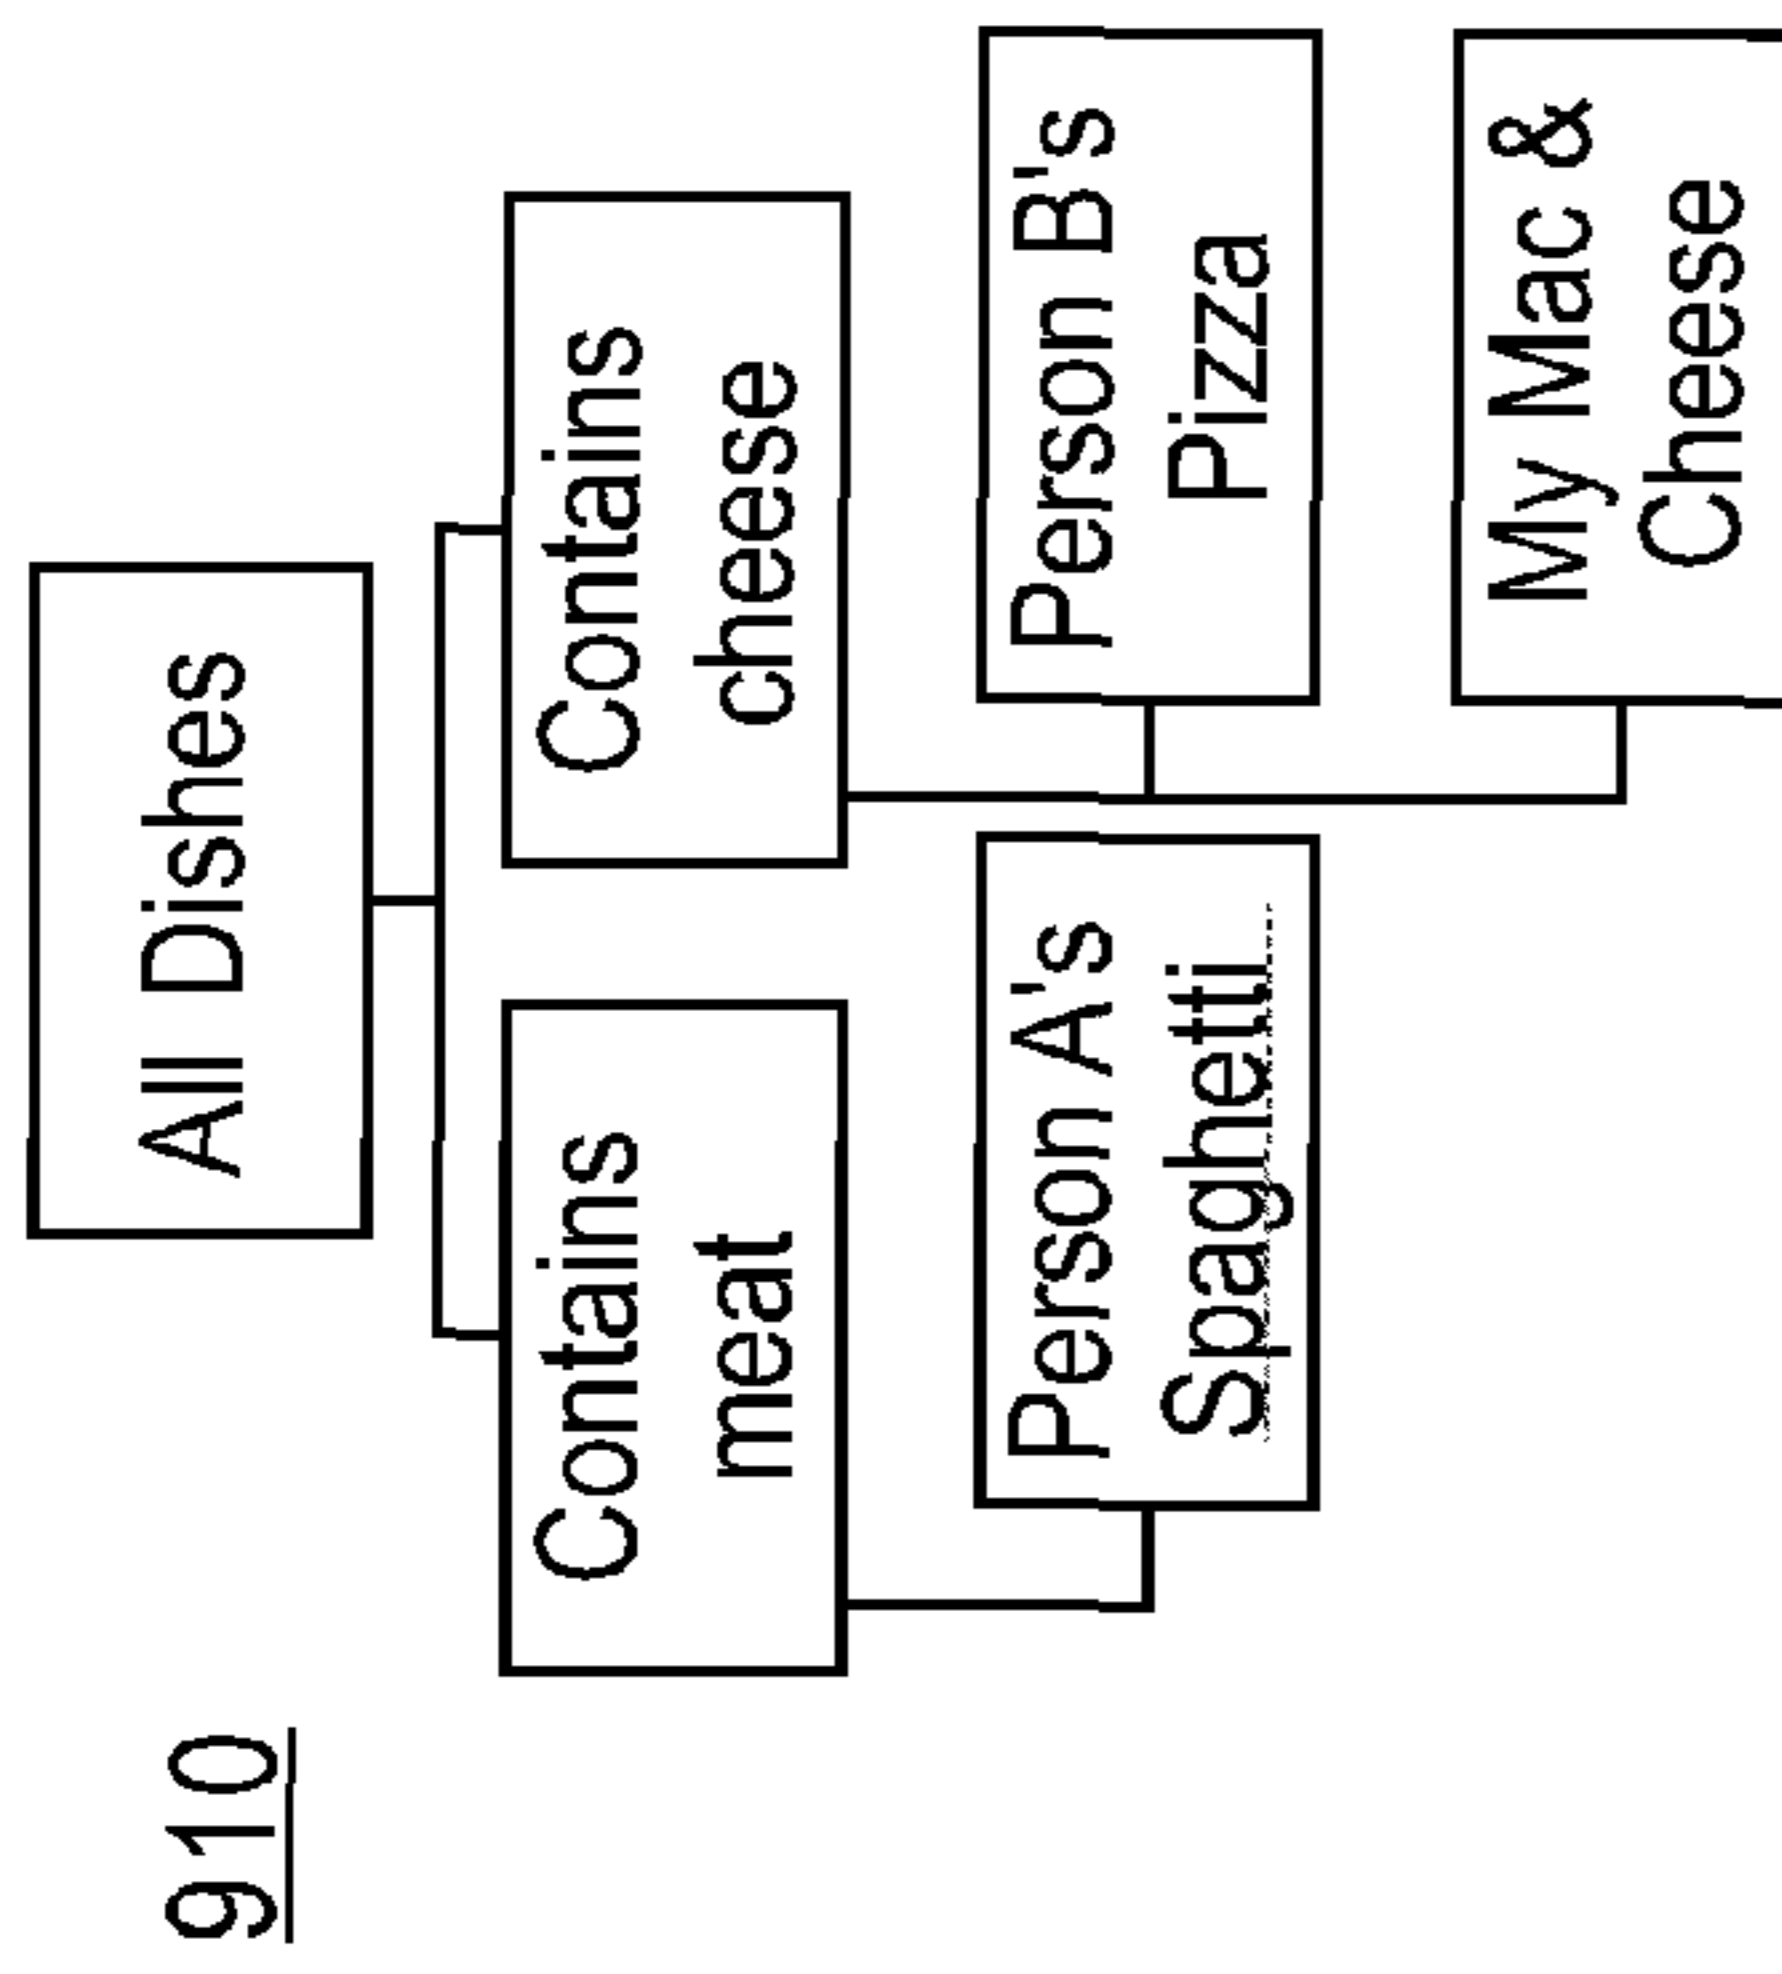 910
All Dishes
Contains
meat
Contains
cheese
Person A's
Spaghetti
Person B's
Pizza
My Mac &
Cheese